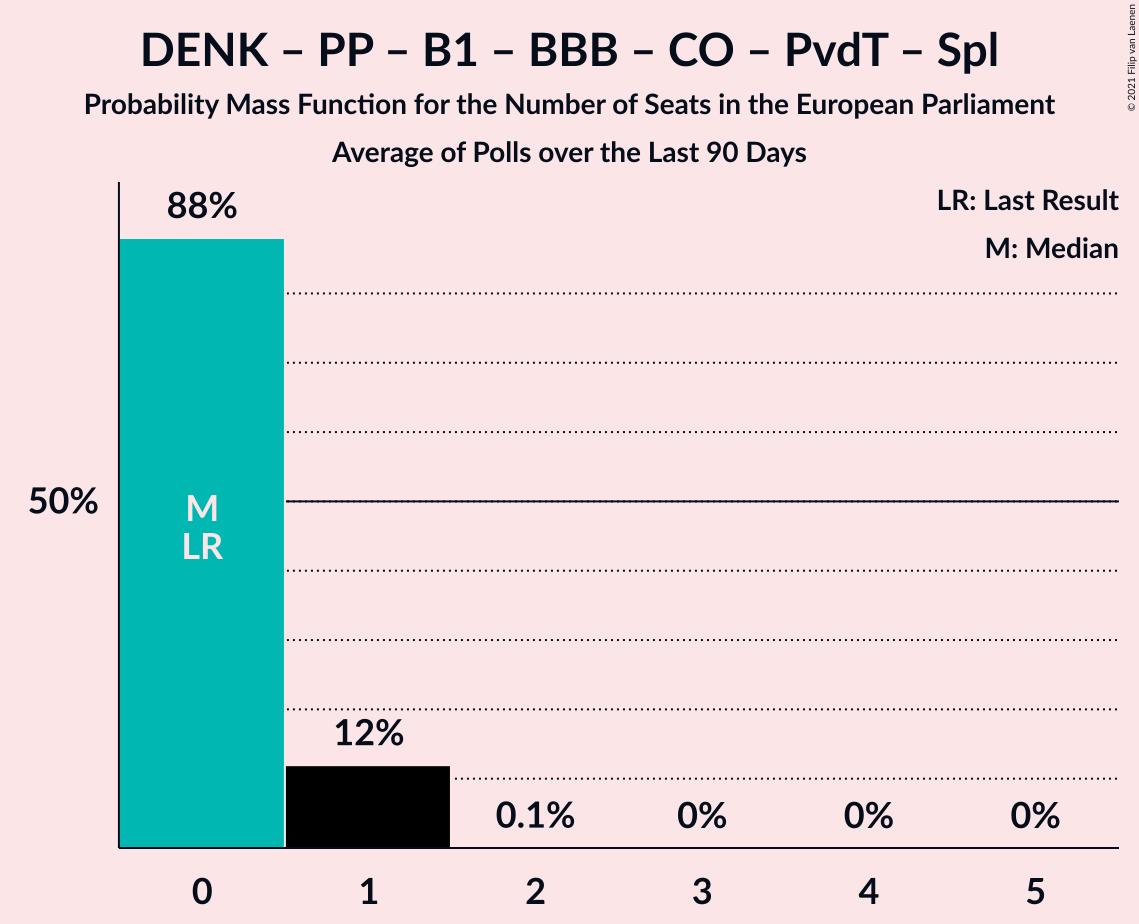 DENK – PP – B1 – BBB – CO – PvdT – Spl
Probability Mass Function for the Number of Seats in the European Parliament
Average of Polls over the Last 90 Days
© 2021 Filip van Laenen
LR: Last Result
M: Median
88%
50%
M
LR
12%
0.1%
0%
0%
0%
0
1
2
3
4
5